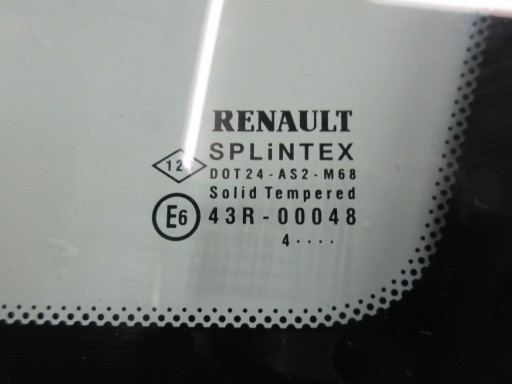 RENAULT
SPLiNTEX
12 DOT24-AS2-M68
Solid Tempered
E6 43R-00048
4····